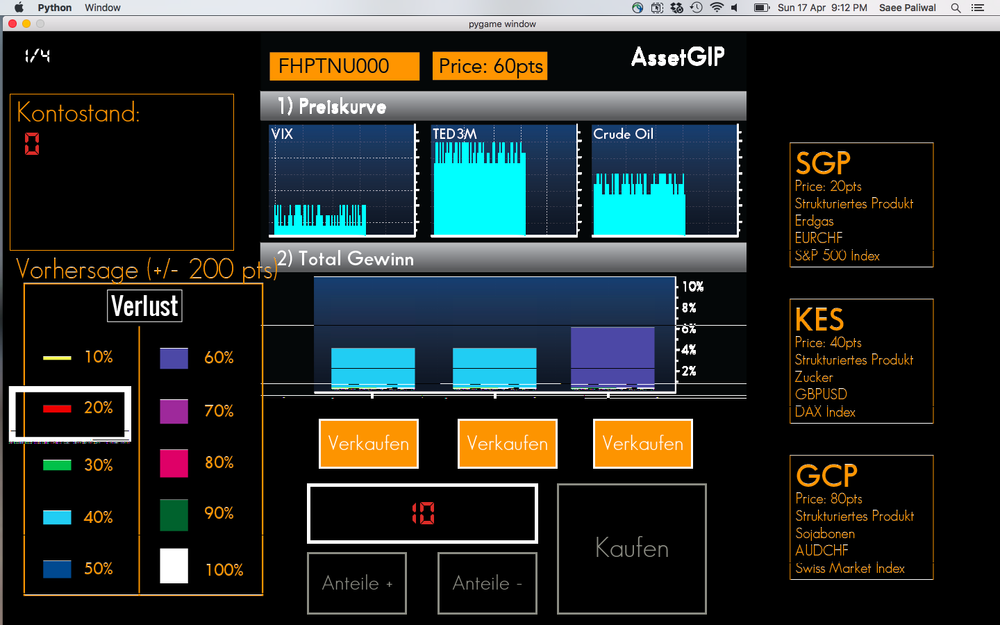 Python Window
Sun 17 Apr 9:12 PM Saee Paliwal
pygame window
1/4
FHPTNU000
Price: 60pts
AssetGIP
Kontostand:
0
1) Preiskurve
VIX
TED3M
Crude Oil
2) Total Gewinn
10%
8%
6%
4%
2%
Vorhersage (+/- 200 pts)
Verlust
10%
60%
20%
70%
30%
80%
40%
90%
50%
100%
Verkaufen
Verkaufen
Verkaufen
10
Kaufen
Anteile +
Anteile -
SGP
Price: 20pts
Strukturiertes Produkt
Erdgas
EURCHF
S&P 500 Index
KES
Price: 40pts
Strukturiertes Produkt
Zucker
GBPUSD
DAX Index
GCP
Price: 80pts
Strukturiertes Produkt
Sojabonen
AUDCHF
Swiss Market Index